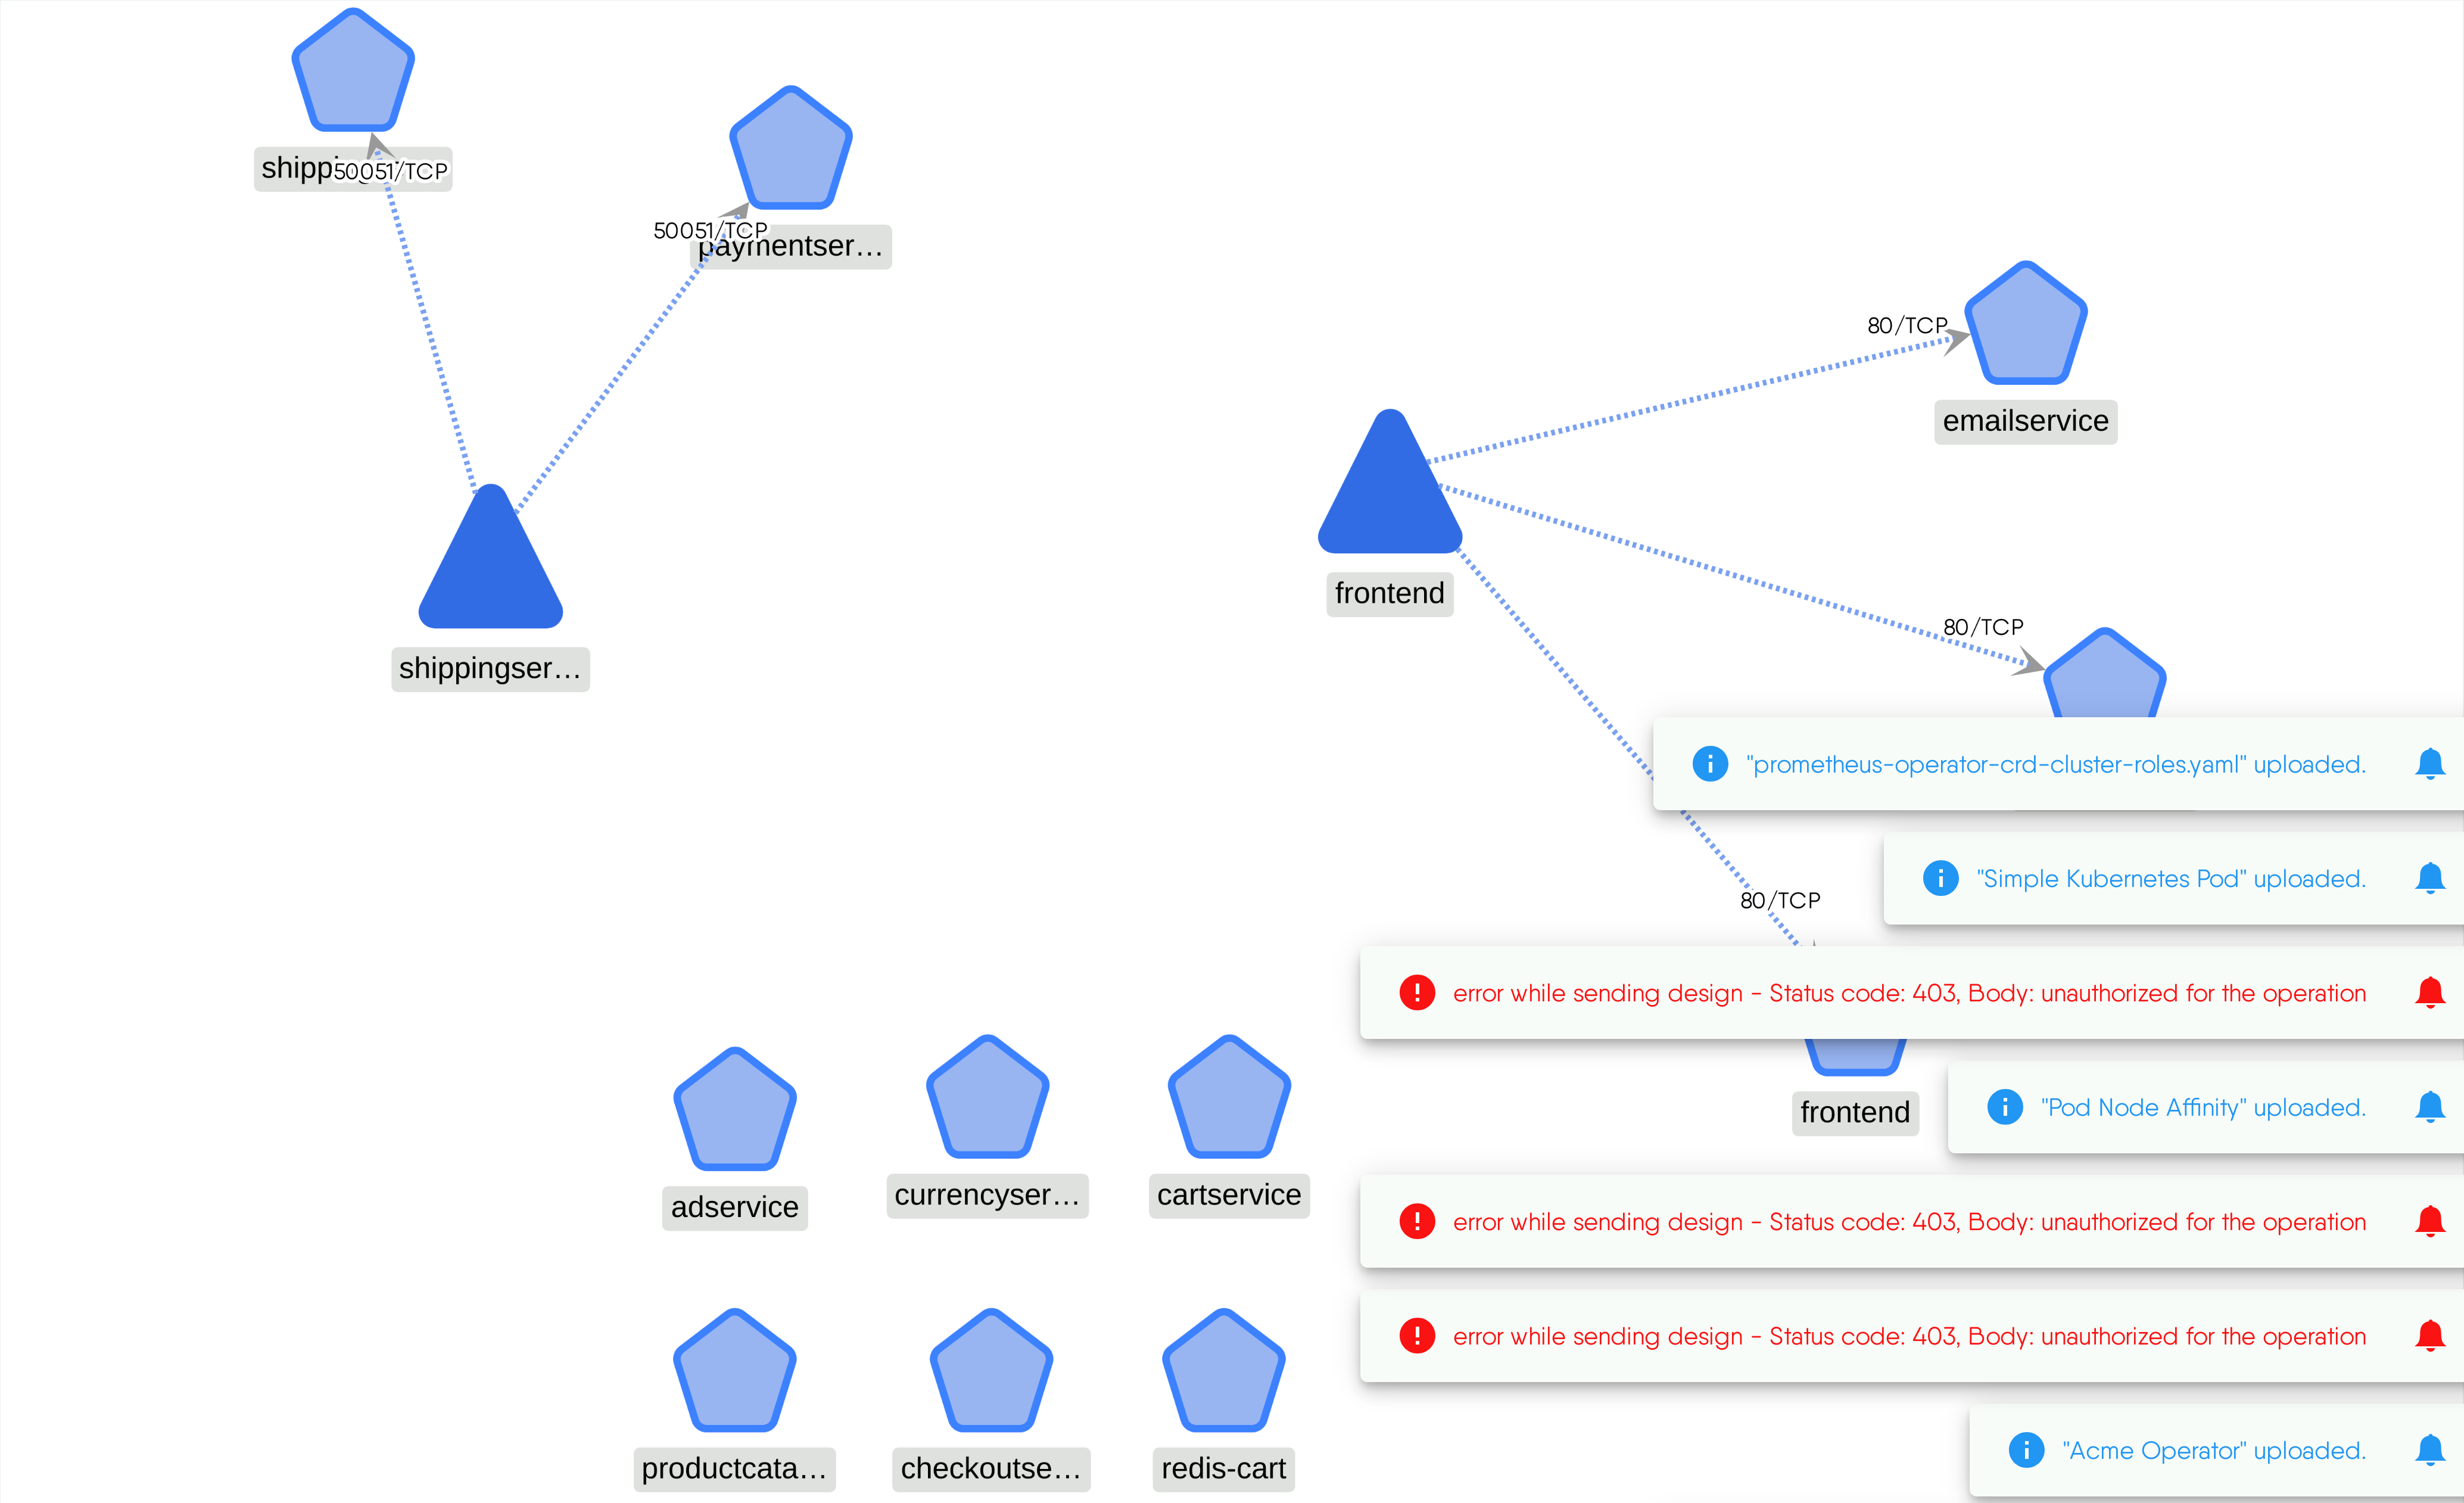 50051/TCP
50051/TCP
paymentser...
80/TCP
emailservice
frontend
80/TCP
shippingser...
"prometheus-operator-crd-cluster-roles.yaml" uploaded.
"Simple Kubernetes Pod" uploaded.
80/TCP
error while sending design - Status code: 403, Body: unauthorized for the operation
frontend
"Pod Node Affinity" uploaded.
adservice
currencyser...
cartservice
error while sending design - Status code: 403, Body: unauthorized for the operation
error while sending design - Status code: 403, Body: unauthorized for the operation
productcata...
checkoutse...
redis-cart
"Acme Operator" uploaded.